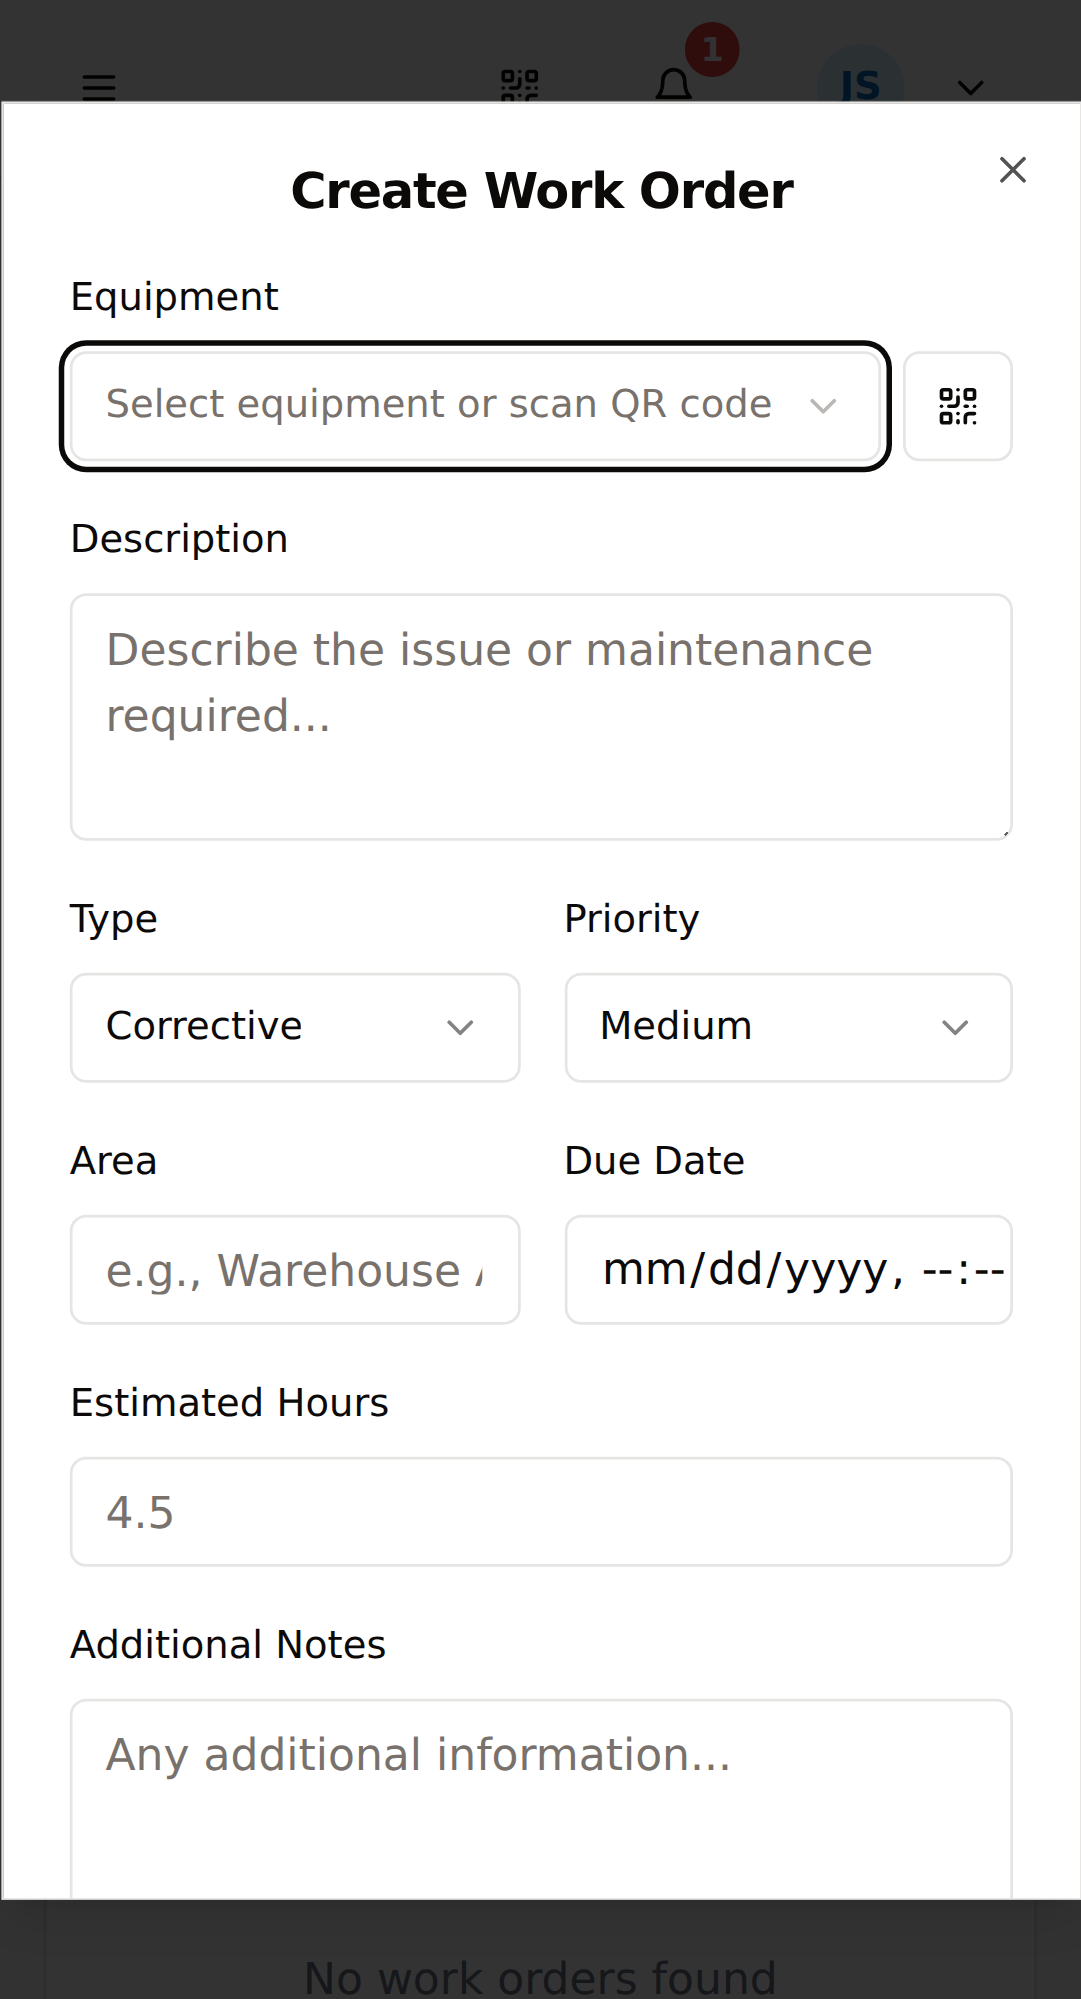 1
JS
Create Work Order
Equipment
Select equipment or scan QR code
Description
Describe the issue or maintenance
required...
Type
Priority
Corrective
Medium
Area
Due Date
e.g., Warehouse
mm/dd/yyyy, --:--
Estimated Hours
4.5
Additional Notes
Any additional information...
No work orders found